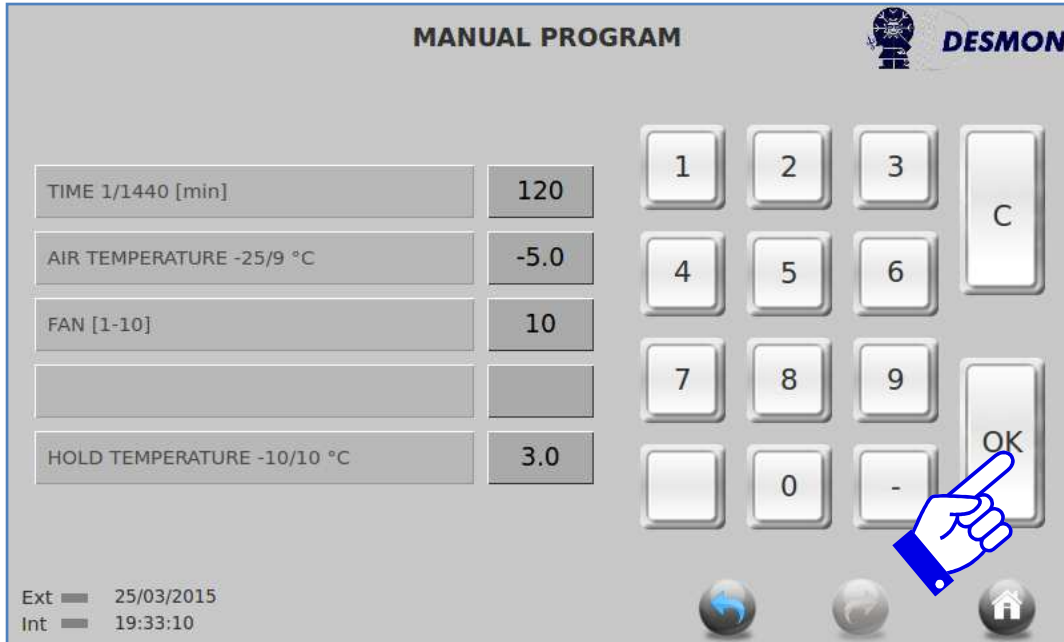 MANUAL PROGRAM
DESMON
TIME 1/1440 [min] 120
AIR TEMPERATURE -25/9 °C -5.0
FAN [1-10] 10
HOLD TEMPERATURE -10/10 °C 3.0
1 2 3 C
4 5 6
7 8 9 OK
0 -
Ext 25/03/2015
Int 19:33:10